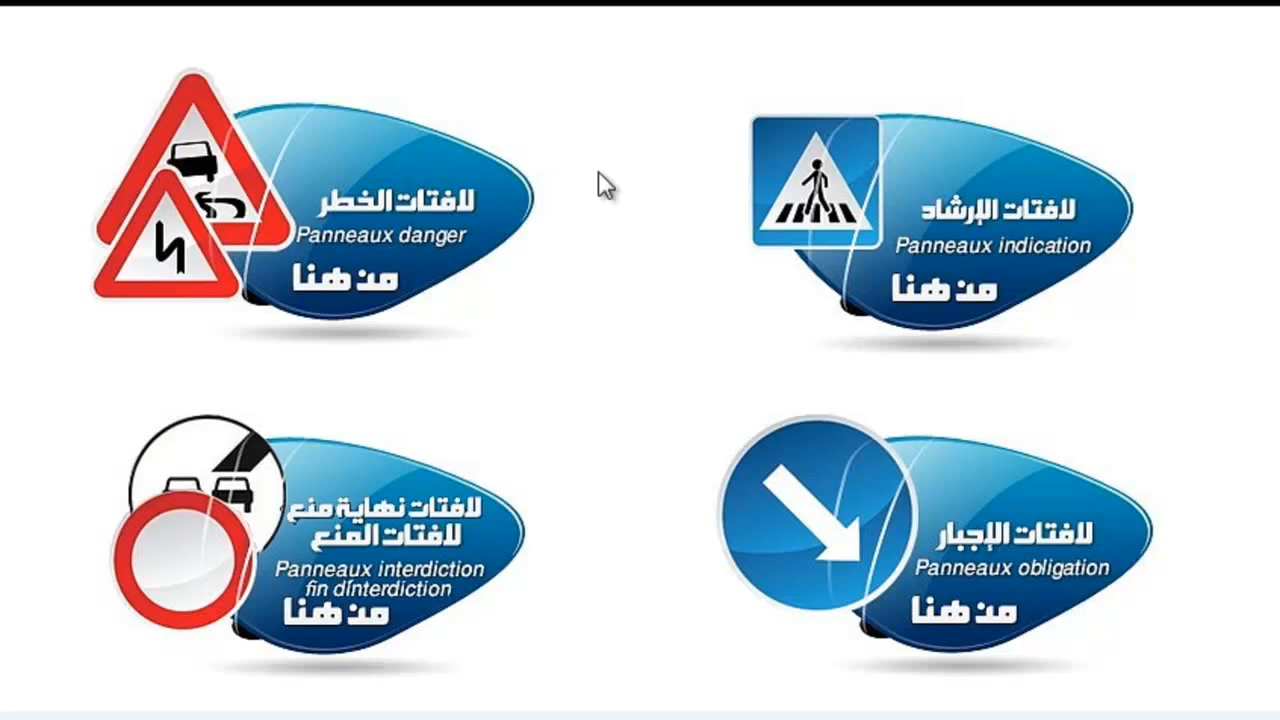 لافتات الخطر
Panneaux danger
من هنا
لافتات الإرشاد
Panneaux indication
من هنا
لافتات نهاية منع
لافتات المنع
Panneaux interdiction
fin d'interdiction
من هنا
لافتات الإجبار
Panneaux obligation
من هنا